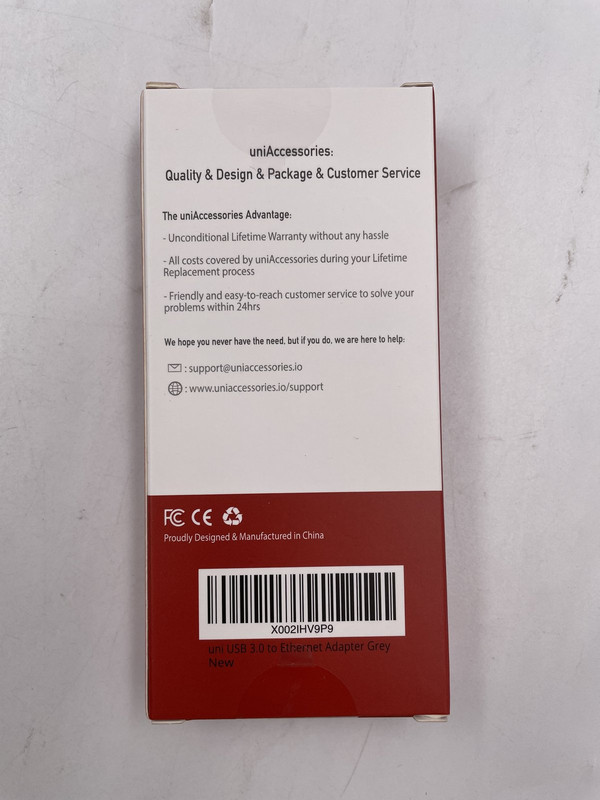 uniAccessories:
Quality & Design & Package & Customer Service
The uniAccessories Advantage:
- Unconditional Lifetime Warranty without any hassle
- All costs covered by uniAccessories during your Lifetime
Replacement process
- Friendly and easy-to-reach customer service to solve your
problems within 24hrs
We hope you never have the need, but if you do, we are here to help:
: support@uniaccessories.io
: www.uniaccessories.io/support
FC CE
Proudly Designed & Manufactured in China
X002IHV9P9
uni USB 3.0 to Ethernet Adapter Grey
New